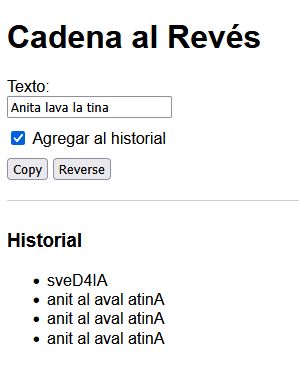 Cadena al Revés
Texto:
Anita lava la tina
Agregar al historial
Copy Reverse
Historial
sveD4IA
anit al aval atinA
anit al aval atinA
anit al aval atinA